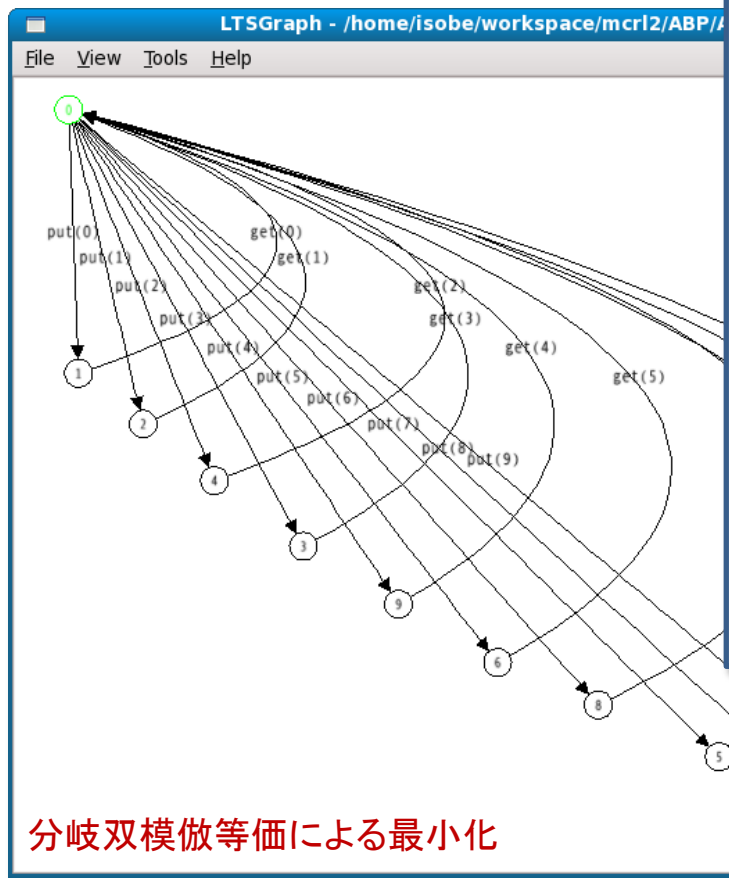 LTSGraph - /home/isobe/workspace/mcrl2/ABP/A
File View Tools Help
0
put(0) get(0)
put(1) get(1)
put(2) get(2)
put(3) get(3)
put(4) get(4)
put(5) get(5)
put(6)
put(7)
put(8)
put(9)
1
2
4
3
9
6
8
5
分岐双模倣等価による最小化